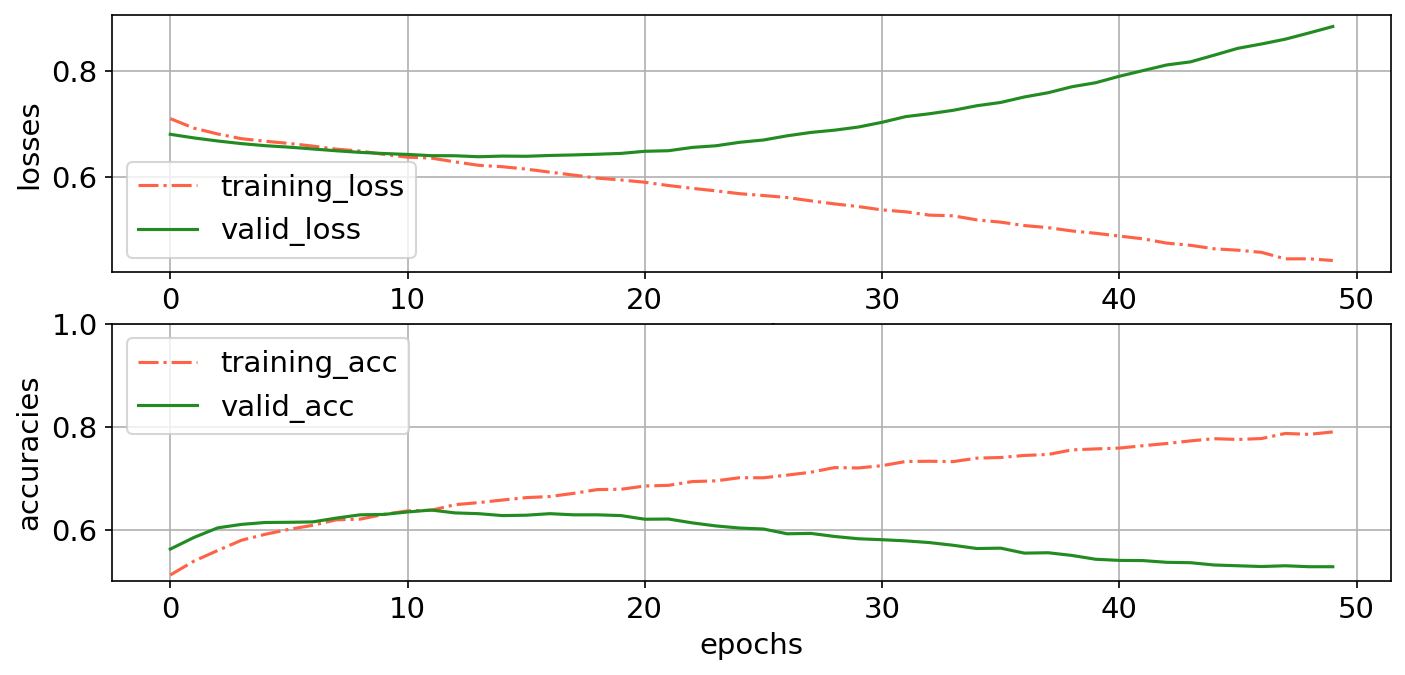 losses
0.8
0.6
training_loss
valid_loss
0 10 20 30 40 50
accuracies
1.0
0.8
0.6
training_acc
valid_acc
0 10 20 30 40 50
epochs